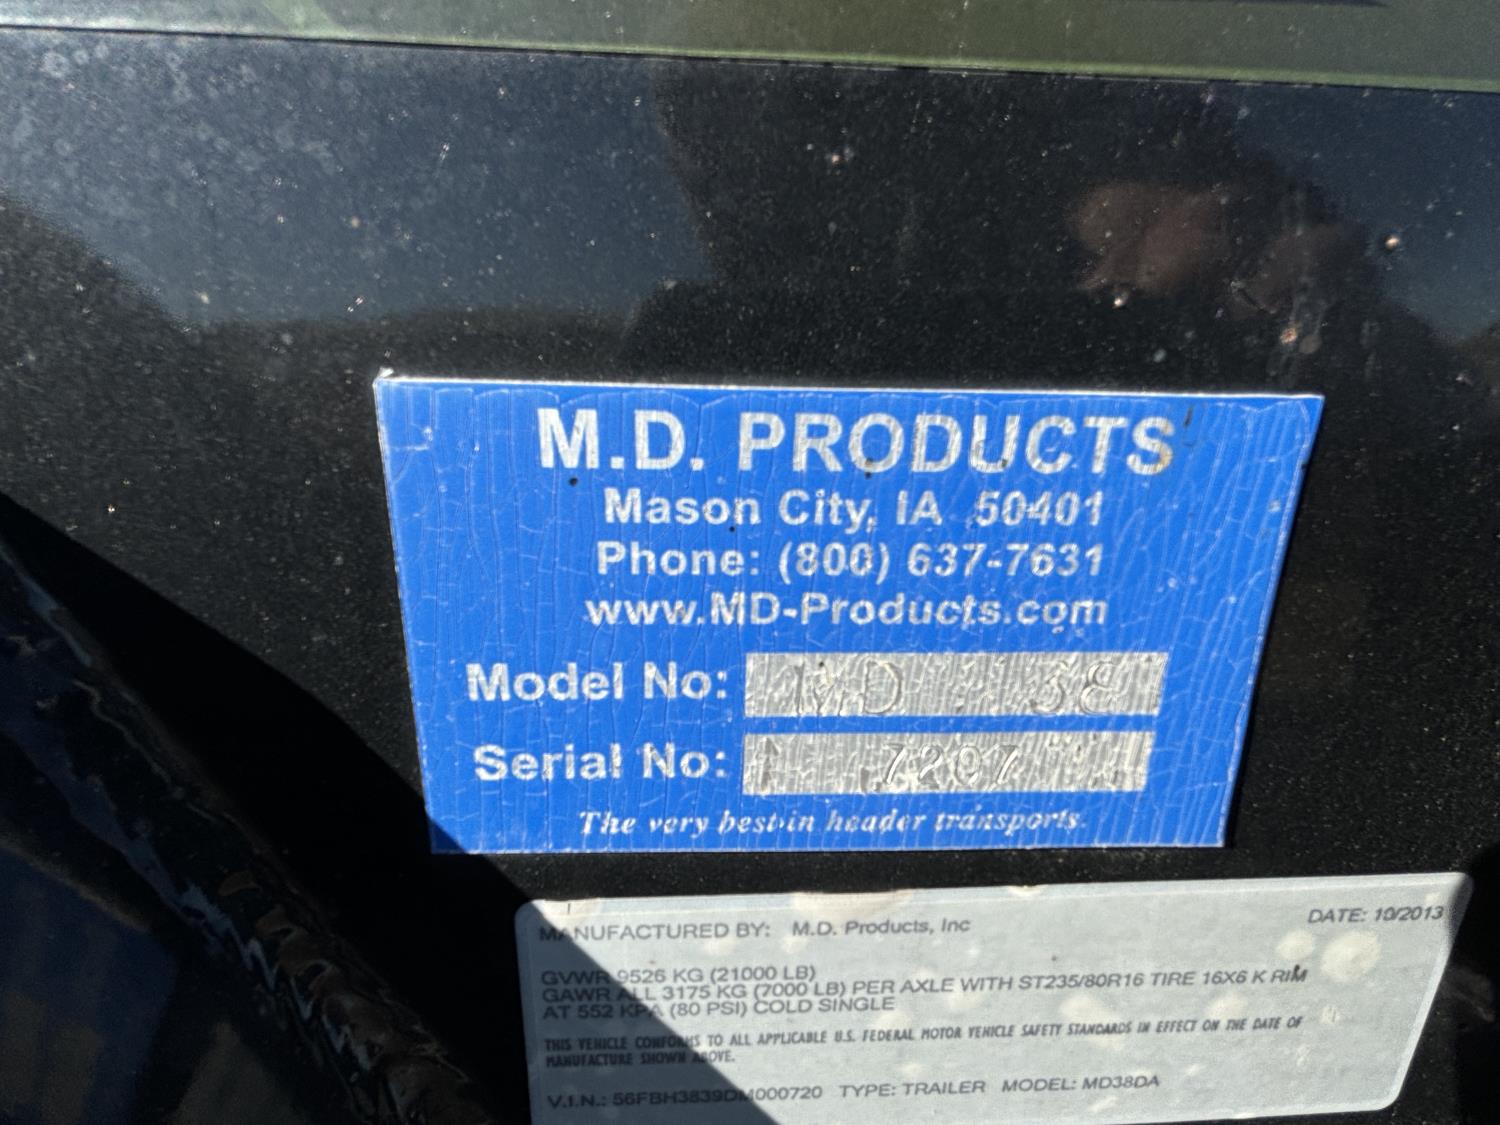 M.D. PRODUCTS
Mason City, IA 50401
Phone: (800) 637-7631
www.MD-Products.com
Model No: MD 38
Serial No: 7207
The very best in header transports.
MANUFACTURED BY: M.D. Products, Inc DATE: 10/2013
GVWR 9526 KG (21000 LB)
GAWR ALL 3175 KG (7000 LB) PER AXLE WITH ST235/80R16 TIRE 16X6 K RIM
AT 552 KPA (80 PSI) COLD SINGLE
THIS VEHICLE CONFORMS TO ALL APPLICABLE U.S. FEDERAL MOTOR VEHICLE SAFETY STANDARDS IN EFFECT ON THE DATE OF
MANUFACTURE SHOWN ABOVE.
V.I.N.: 56FBH3839DM000720 TYPE: TRAILER MODEL: MD38DA